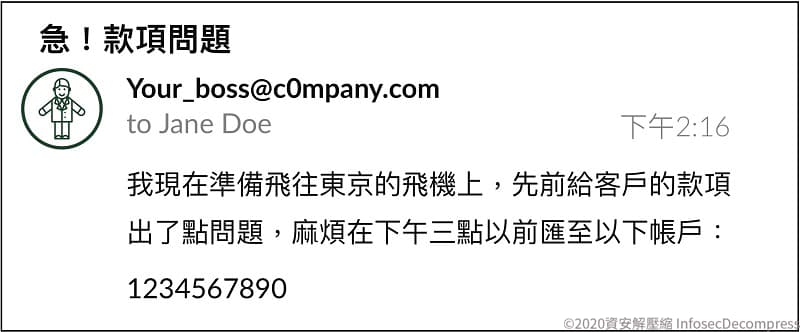 急！款項問題
Your_boss@c0mpany.com
to Jane Doe
下午2:16
我現在準備飛往東京的飛機上，先前給客戶的款項
出了點問題，麻煩在下午三點以前匯至以下帳戶：
1234567890
©2020資安解壓縮 InfosecDecompress